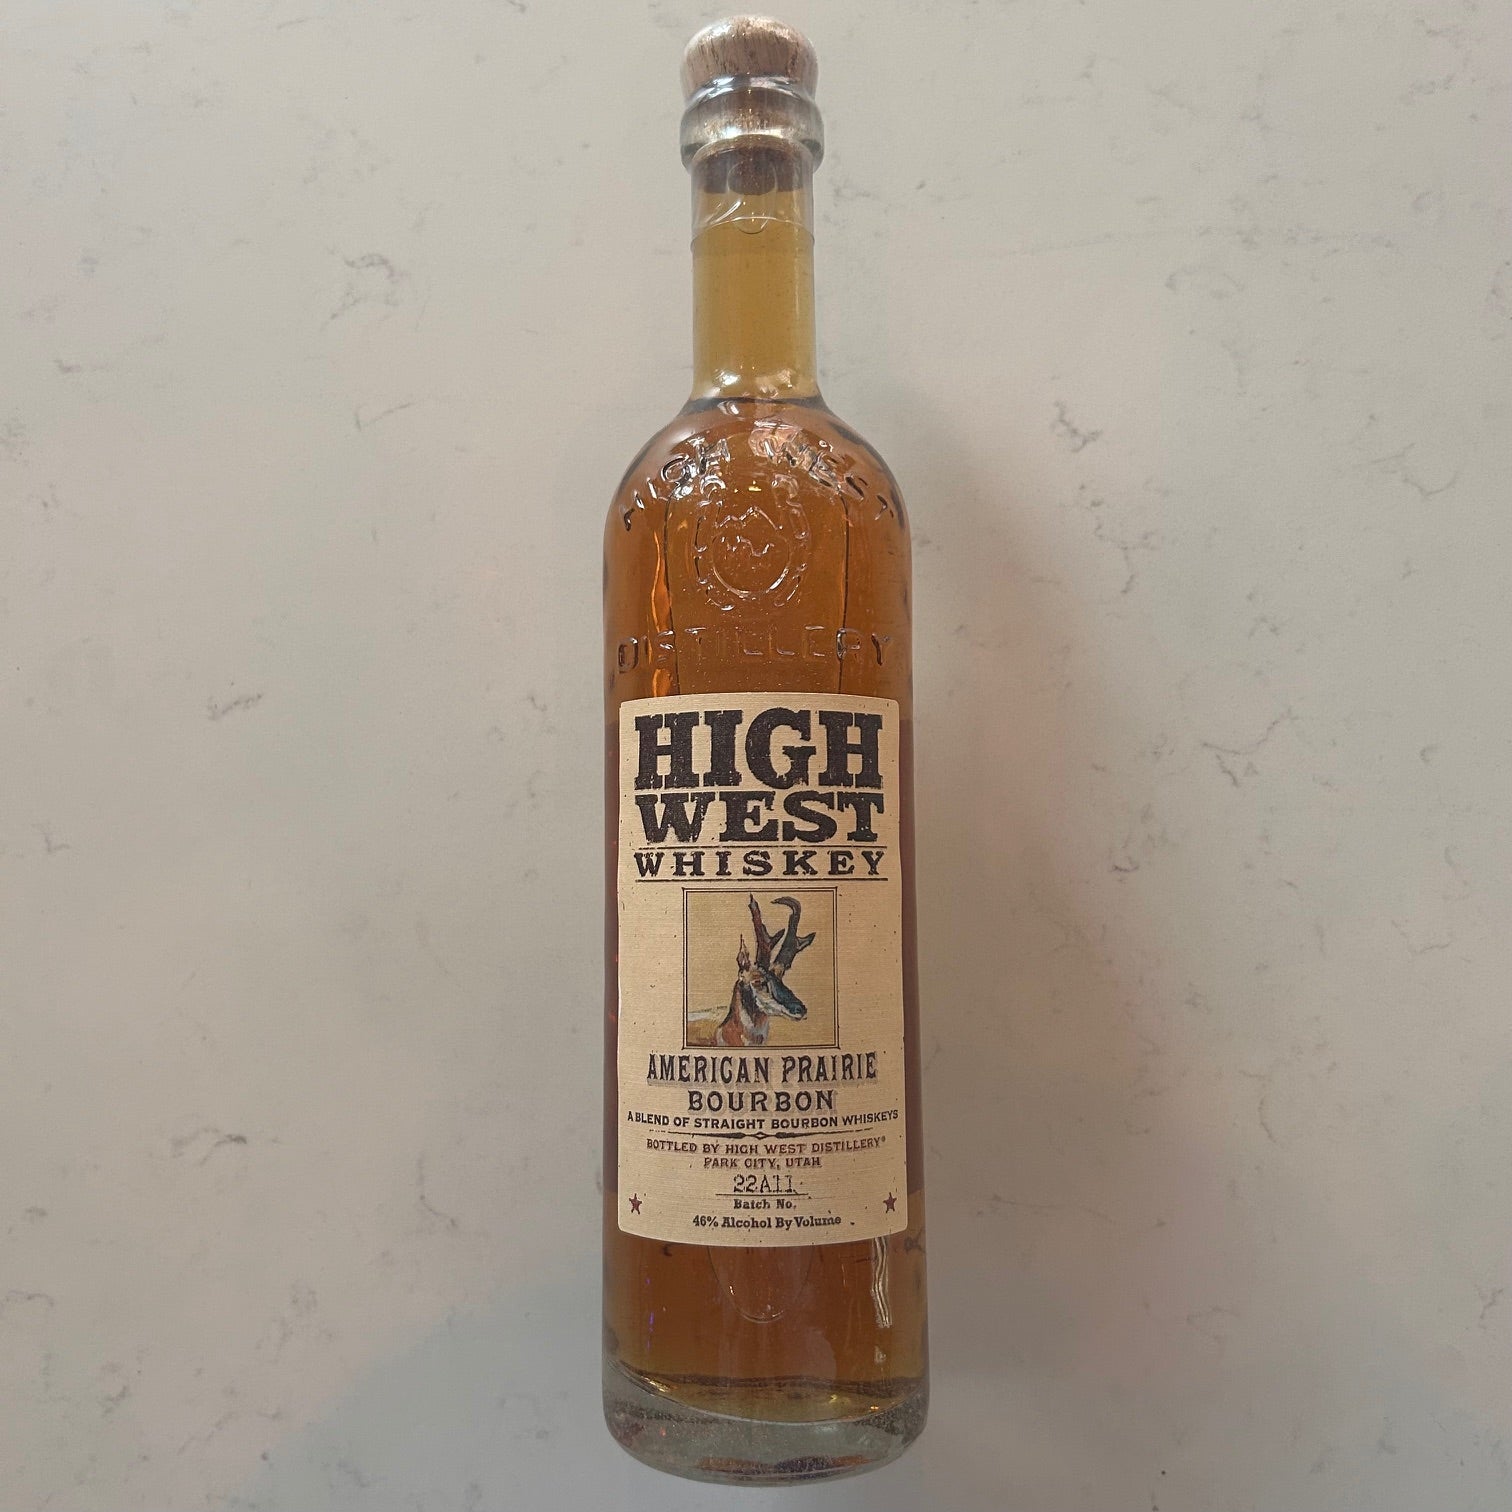 HIGH WEST
DISTILLERY
HIGH
WEST
WHISKEY
AMERICAN PRAIRIE
BOURBON
A BLEND OF STRAIGHT BOURBON WHISKEYS
BOTTLED BY HIGH WEST DISTILLERY®
PARK CITY, UTAH
22A11
Batch No.
46% Alcohol By Volume